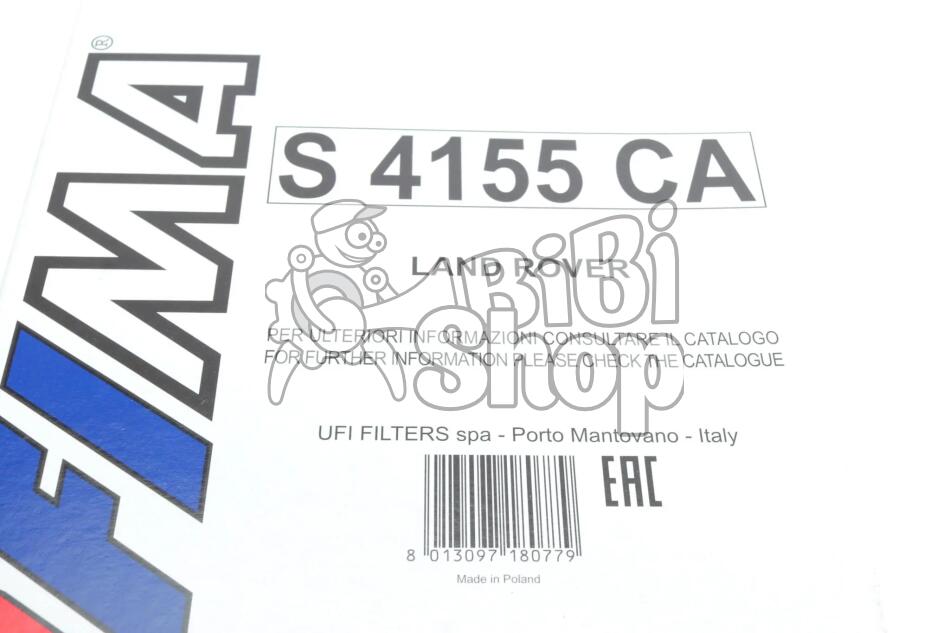 FIMA®
S 4155 CA
LAND ROVER
BiBi
Shop
PER ULTERIORI INFORMAZIONI CONSULTARE IL CATALOGO
FOR FURTHER INFORMATION PLEASE CHECK THE CATALOGUE
UFI FILTERS spa - Porto Mantovano - Italy
EAC
8 013097 180779
Made in Poland